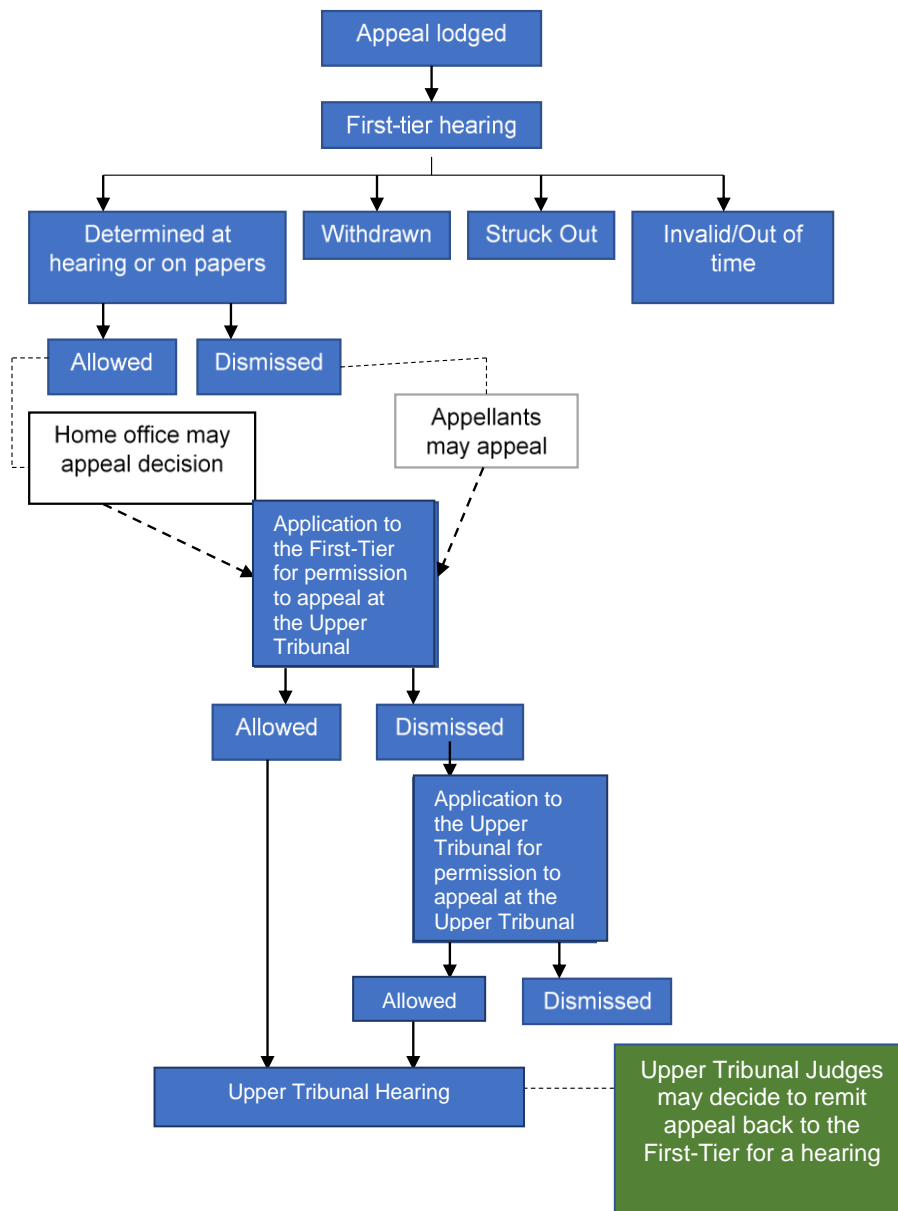 Appeal lodged
First-tier hearing
Determined at
hearing or on papers
Withdrawn
Struck Out
Invalid/Out of
time
Allowed
Dismissed
Home office may
appeal decision
Appellants
may appeal
Application to
the First-Tier
for permission
to appeal at
the Upper
Tribunal
Allowed
Dismissed
Application to
the Upper
Tribunal for
permission to
appeal at the
Upper Tribunal
Allowed
Dismissed
Upper Tribunal Hearing
Upper Tribunal Judges
may decide to remit
appeal back to the
First-Tier for a hearing